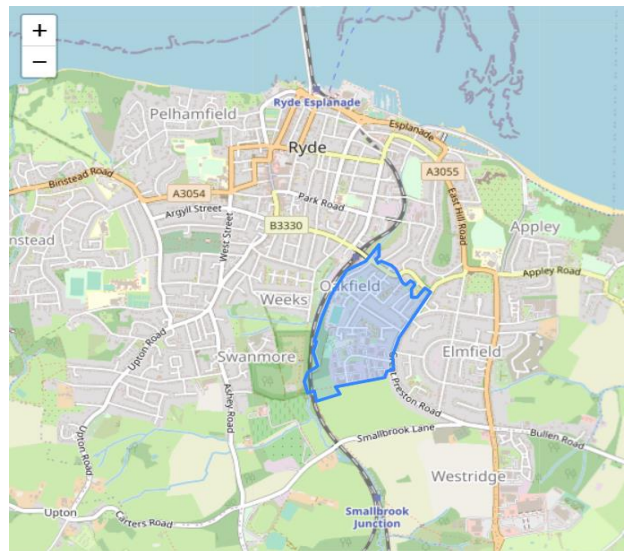 +
−
Ryde Esplanade
Pelhamfield
Esplanade
Ryde
A3055
Binstead Road
A3054
Park Road
East Hill Road
Argyll Street
West Street
B3330
Appley
nstead
Appley Road
Oakfield
Weeks
Upton Road
Swanmore
Elmfield
Great Preston Road
Ashey Road
Smallbrook Lane
Bullen Road
Upton Road
Westridge
Upton
Carters Road
Smallbrook
Junction